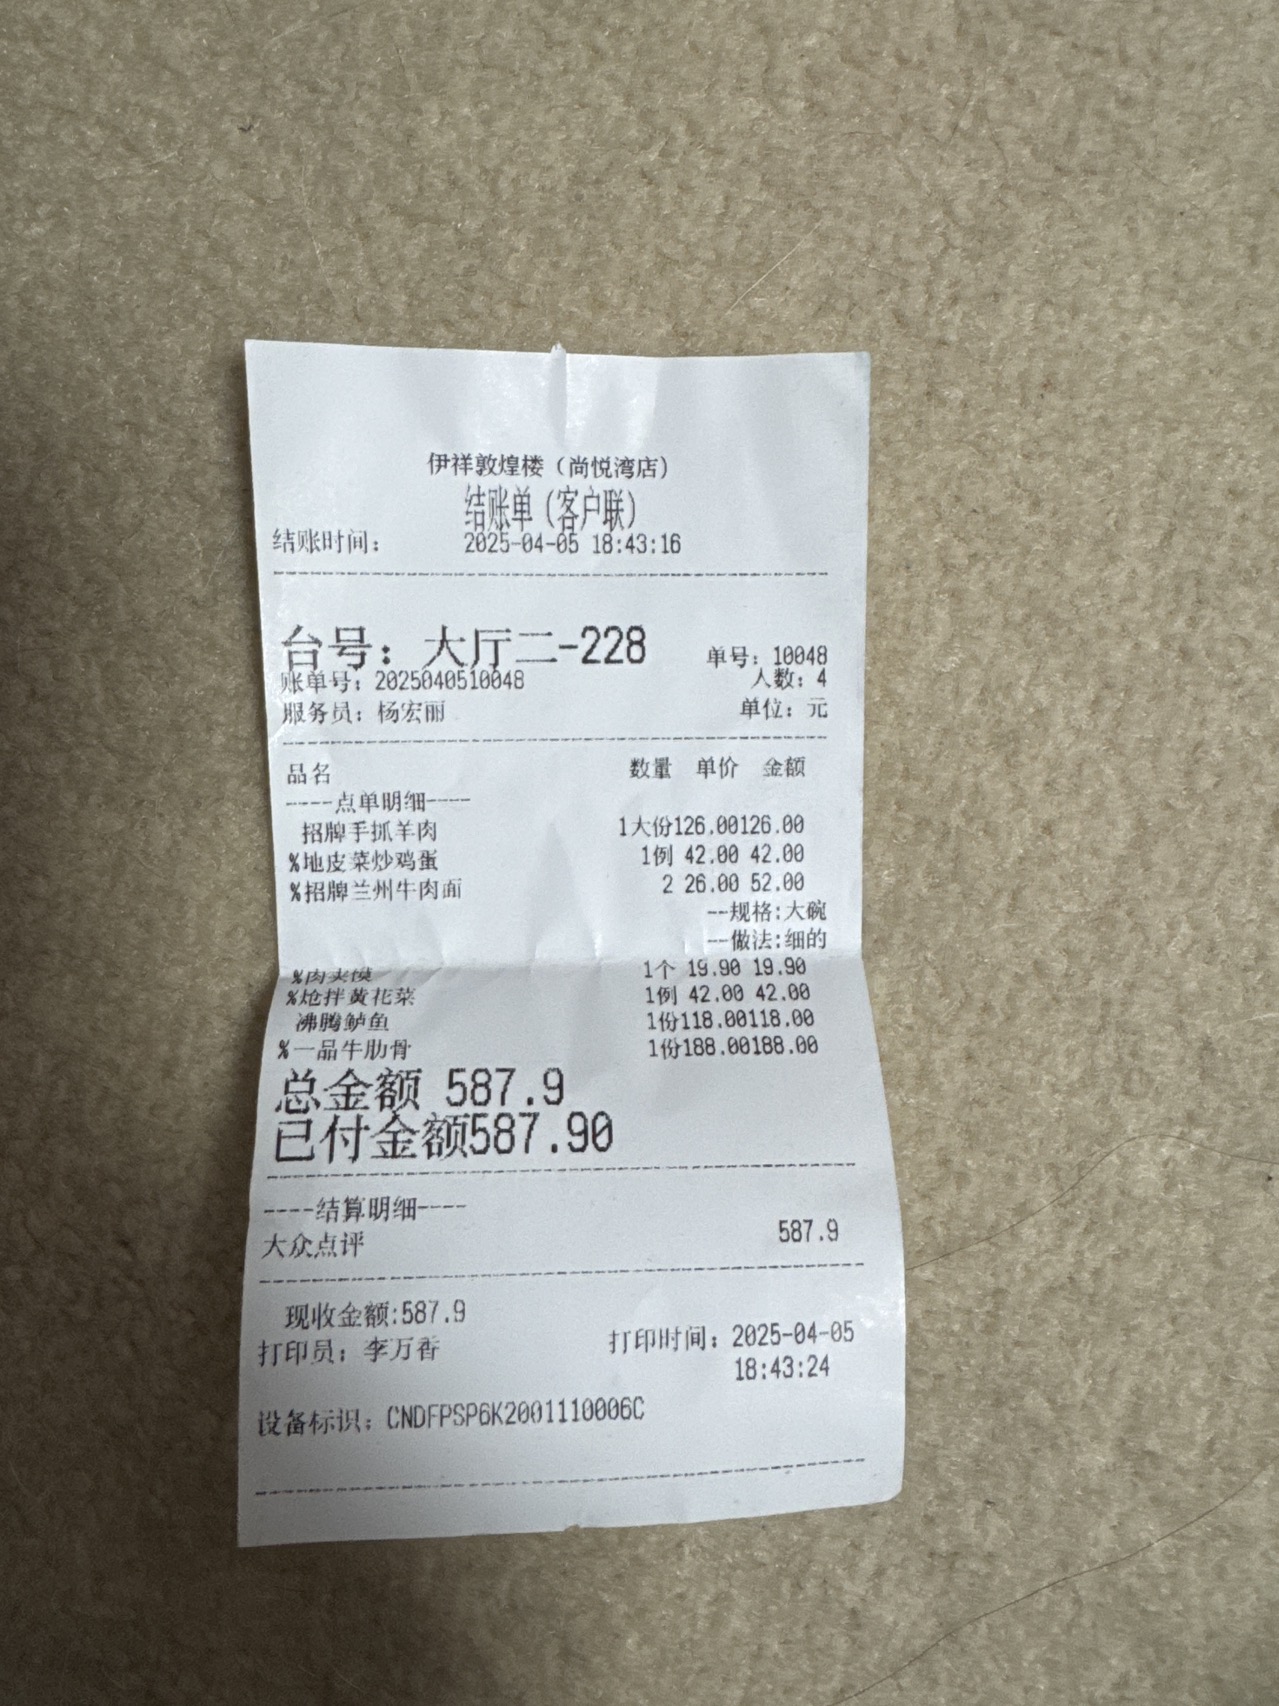 伊祥敦煌楼（尚悦湾店）
结账单（客户联）
结账时间： 2025-04-05 18:43:16
台号：大厅二-228 单号：10048
账单号：2025040510048 人数：4
服务员：杨宏丽 单位：元
品名 数量 单价 金额
-----点单明细----
招牌手抓羊肉 1大份126.00126.00
%地皮菜炒鸡蛋 1例 42.00 42.00
%招牌兰州牛肉面 2 26.00 52.00
--规格:大碗
--做法:细的
%肉夹馍 1个 19.90 19.90
%炝拌黄花菜 1例 42.00 42.00
沸腾鲈鱼 1份118.00118.00
%一品牛肋骨 1份188.00188.00
总金额 587.9
已付金额587.90
----结算明细----
大众点评 587.9
现收金额:587.9
打印员：李万香 打印时间：2025-04-05
18:43:24
设备标识：CNDFPSP6K2001110006C